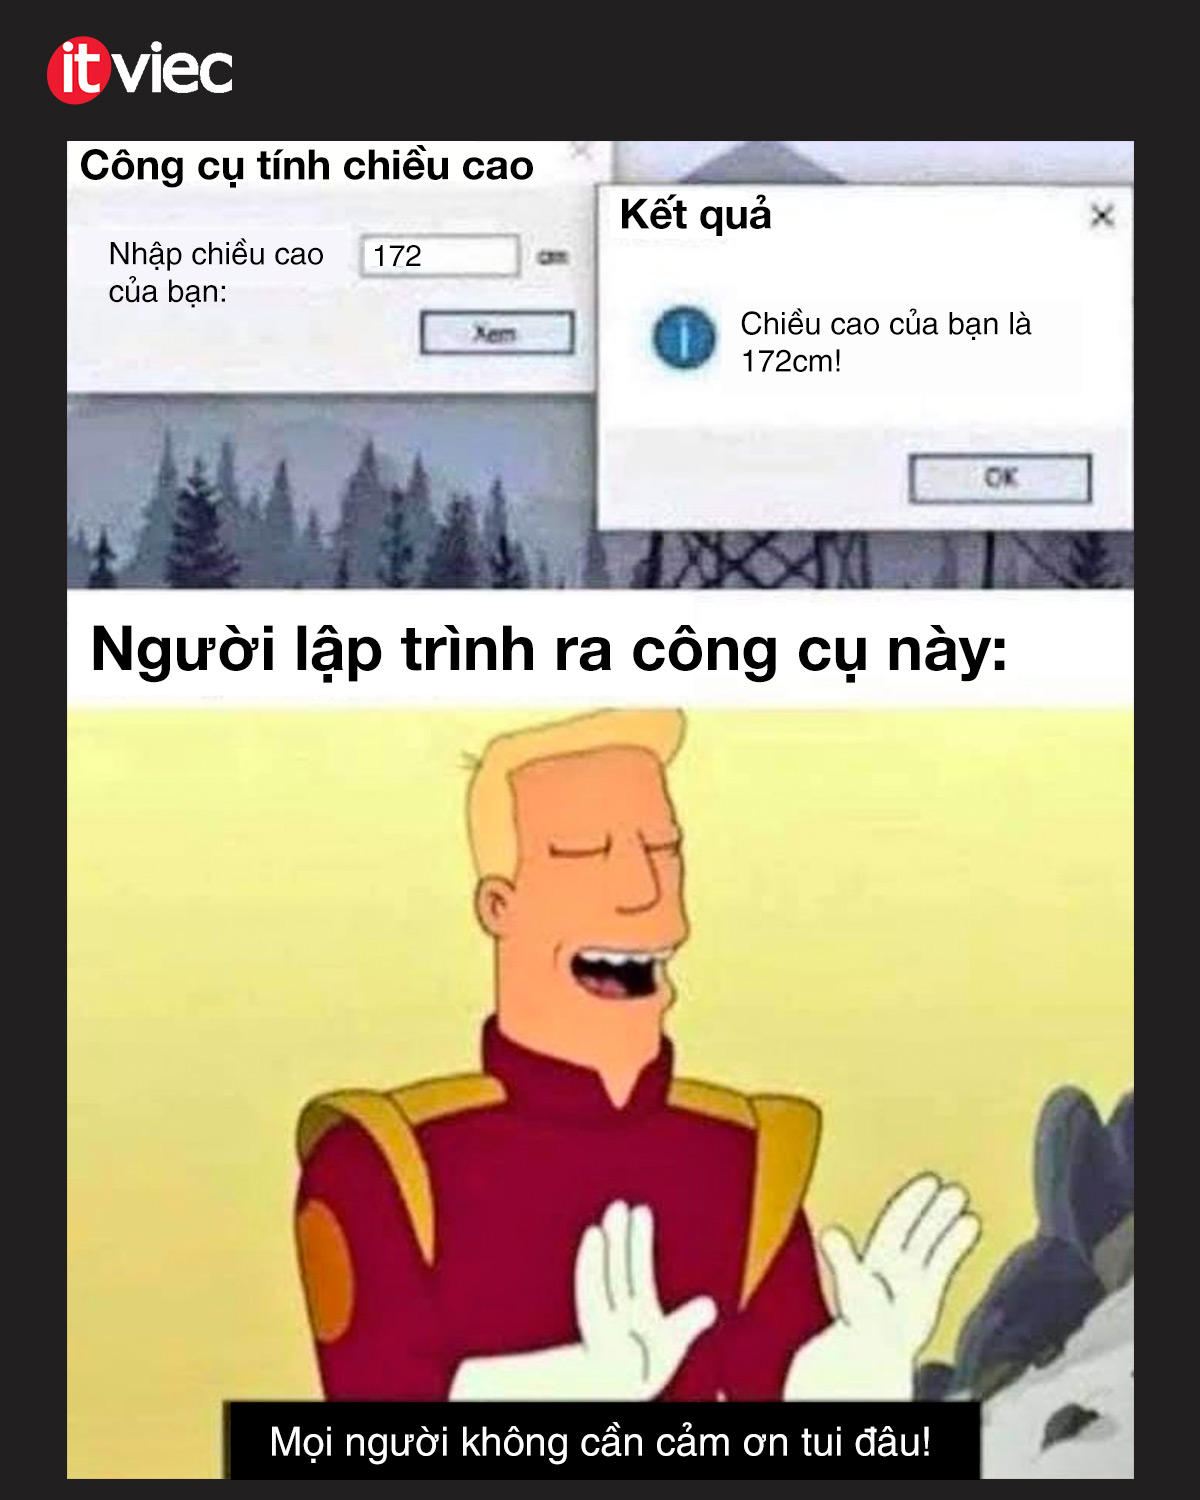 itviec
Công cụ tính chiều cao
Nhập chiều cao
của bạn:
172
cm
Xem
Kết quả
Chiều cao của bạn là
172cm!
OK
Người lập trình ra công cụ này:
Mọi người không cần cảm ơn tui đâu!